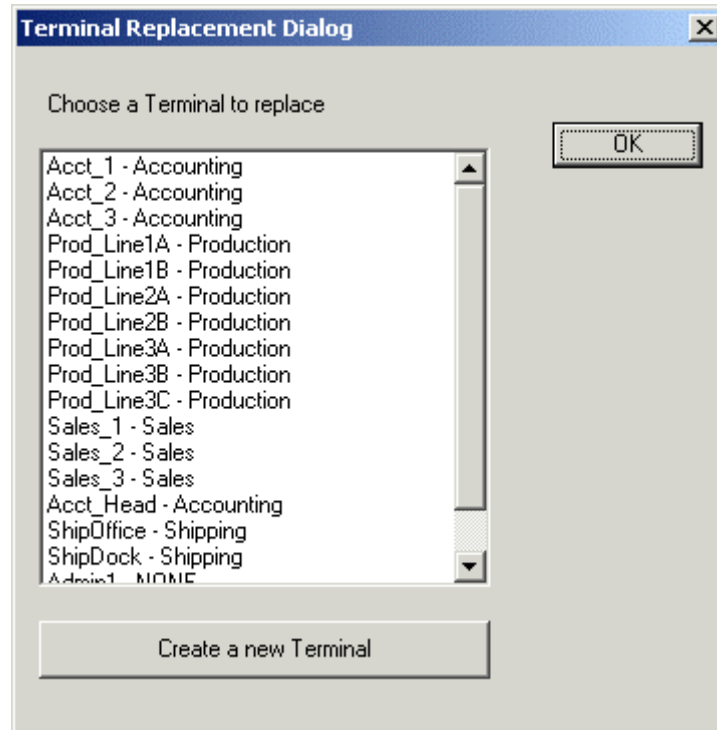 Terminal Replacement Dialog
Choose a Terminal to replace
OK
Acct_1 - Accounting
Acct_2 - Accounting
Acct_3 - Accounting
Prod_Line1A - Production
Prod_Line1B - Production
Prod_Line2A - Production
Prod_Line2B - Production
Prod_Line3A - Production
Prod_Line3B - Production
Prod_Line3C - Production
Sales_1 - Sales
Sales_2 - Sales
Sales_3 - Sales
Acct_Head - Accounting
ShipOffice - Shipping
ShipDock - Shipping
Admin1 - NONE
Create a new Terminal